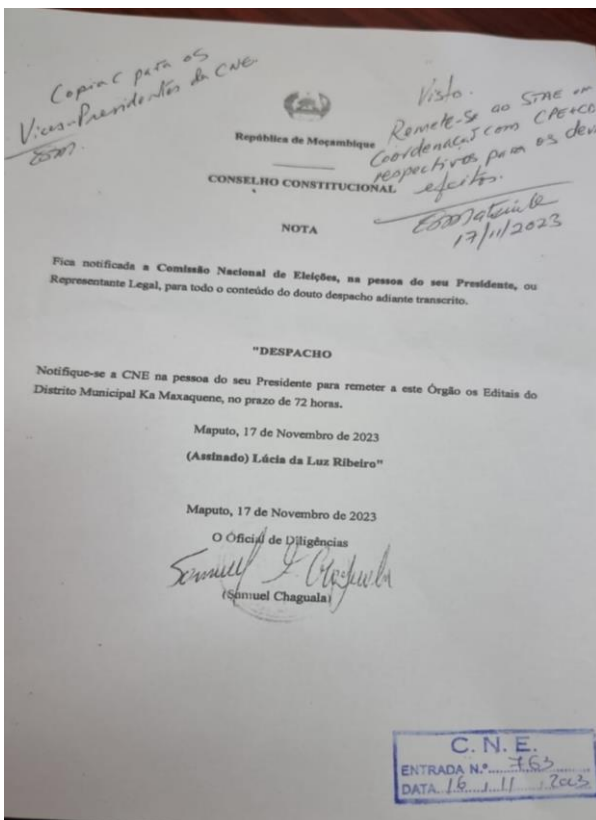 Copiar para os
Vices-Presidentes da CNE.
Visto.
Remete-se ao STAE em
Coordenação com CPE+CD
respectivos para os dev
efeitos.
17/11/2023
República de Moçambique
CONSELHO CONSTITUCIONAL
NOTA
Fica notificada a Comissão Nacional de Eleições, na pessoa do seu Presidente, ou
Representante Legal, para todo o conteúdo do douto despacho adiante transcrito.
"DESPACHO
Notifique-se a CNE na pessoa do seu Presidente para remeter a este Órgão os Editais do
Distrito Municipal Ka Maxaquene, no prazo de 72 horas.
Maputo, 17 de Novembro de 2023
(Assinado) Lúcia da Luz Ribeiro"
Maputo, 17 de Novembro de 2023
O Oficial de Diligências
(Samuel Chaguala)
C. N. E.
ENTRADA N.º 763
DATA 16 / 11 / 2023